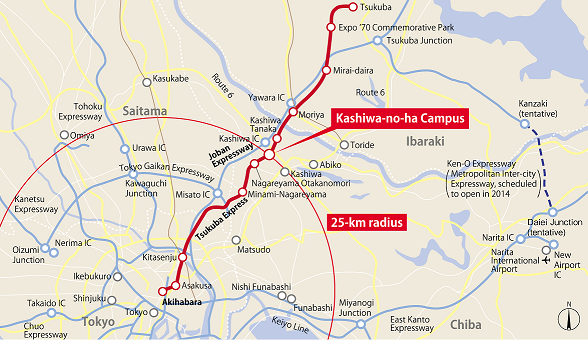 Tsukuba
Expo '70 Commemorative Park
Tsukuba Junction
Mirai-daira
Route 6
Route 6
Kasukabe
Yawara IC
Moriya
Kanzaki
(tentative)
Tohoku
Expressway
Saitama
Kashiwa
Tanaka
Kashiwa-no-ha Campus
Omiya
Kashiwa IC
Toride
Ibaraki
Urawa IC
Joban
Expressway
Abiko
Tokyo Gaikan Expressway
Kashiwa
Ken-O Expressway
(Metropolitan Inter-city
Expressway, scheduled
to open in 2014)
Kawaguchi
Junction
Nagareyama Otakanomori
Minami-Nagareyama
Misato IC
Kanetsu
Expressway
Tsukuba Express
25-km radius
Daiei Junction
(tentative)
Nerima IC
Oizumi
Junction
Matsudo
Narita IC
Kitasenju
Narita
International
Airport
New
Airport
IC
Ikebukuro
Asakusa
Nishi Funabashi
Shinjuku
Akihabara
Takaido IC
Tokyo
Funabashi
Miyanogi
Junction
Tokyo
Chuo
Expressway
Keiyo Line
East Kanto
Expressway
Chiba
N